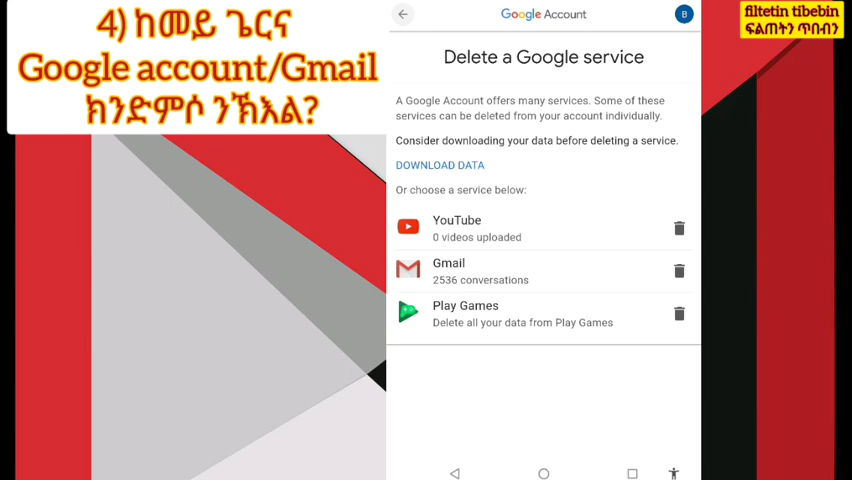 4) ከመይ ጌርና
Google account/Gmail
ክንድምሶ ንኽእል?
filtetin tibebin
ፍልጠትን ጥበብን
Google Account
B
Delete a Google service
A Google Account offers many services. Some of these
services can be deleted from your account individually.
Consider downloading your data before deleting a service.
DOWNLOAD DATA
Or choose a service below:
YouTube
0 videos uploaded
Gmail
2536 conversations
Play Games
Delete all your data from Play Games